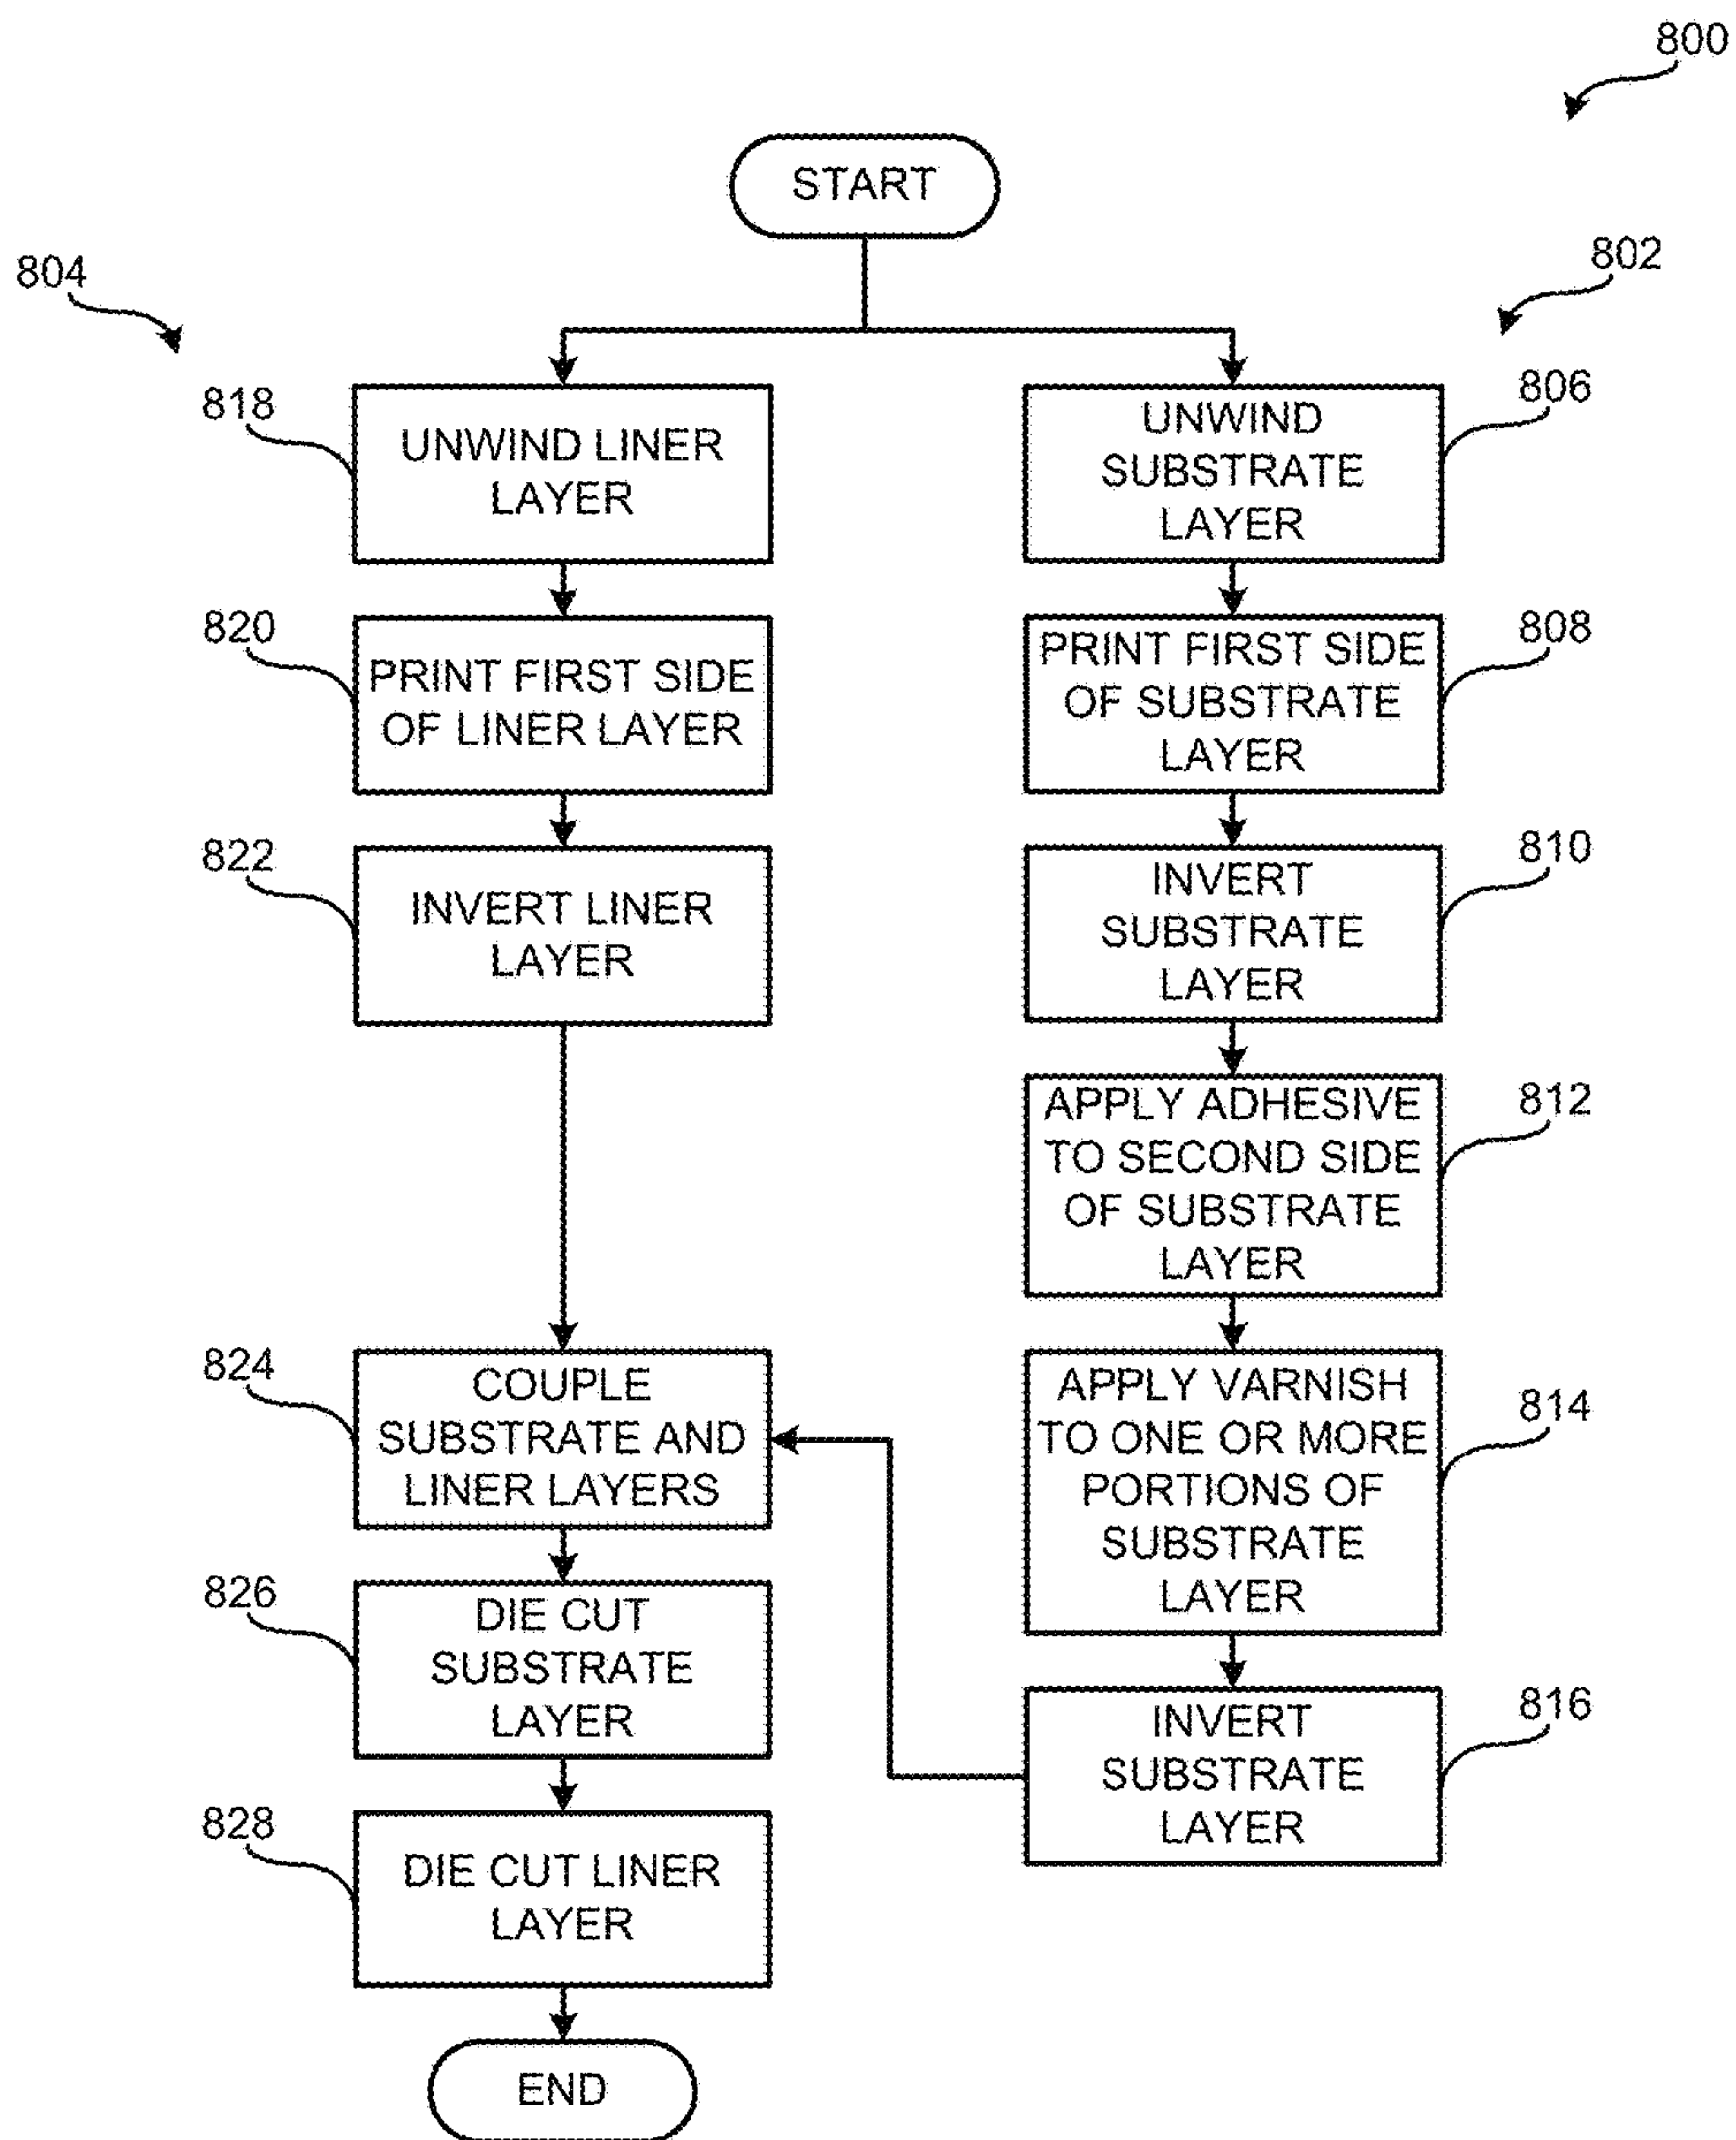 800
START
804
802
818
UNWIND LINER
LAYER
806
UNWIND
SUBSTRATE
LAYER
820
PRINT FIRST SIDE
OF LINER LAYER
808
PRINT FIRST SIDE
OF SUBSTRATE
LAYER
822
INVERT LINER
LAYER
810
INVERT
SUBSTRATE
LAYER
812
APPLY ADHESIVE
TO SECOND SIDE
OF SUBSTRATE
LAYER
824
COUPLE
SUBSTRATE AND
LINER LAYERS
814
APPLY VARNISH
TO ONE OR MORE
PORTIONS OF
SUBSTRATE
LAYER
826
DIE CUT
SUBSTRATE
LAYER
816
INVERT
SUBSTRATE
LAYER
828
DIE CUT LINER
LAYER
END